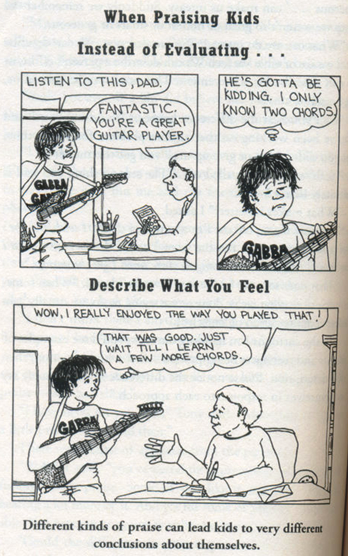 When Praising Kids
Instead of Evaluating . . .
LISTEN TO THIS, DAD.
FANTASTIC.
YOU'RE A GREAT
GUITAR PLAYER.
HE'S GOTTA BE
KIDDING. I ONLY
KNOW TWO CHORDS.
GABBA
GABBA
Describe What You Feel
WOW, I REALLY ENJOYED THE WAY YOU PLAYED THAT!
THAT WAS GOOD. JUST
WAIT TILL I LEARN
A FEW MORE CHORDS.
GABBA
Different kinds of praise can lead kids to very different
conclusions about themselves.